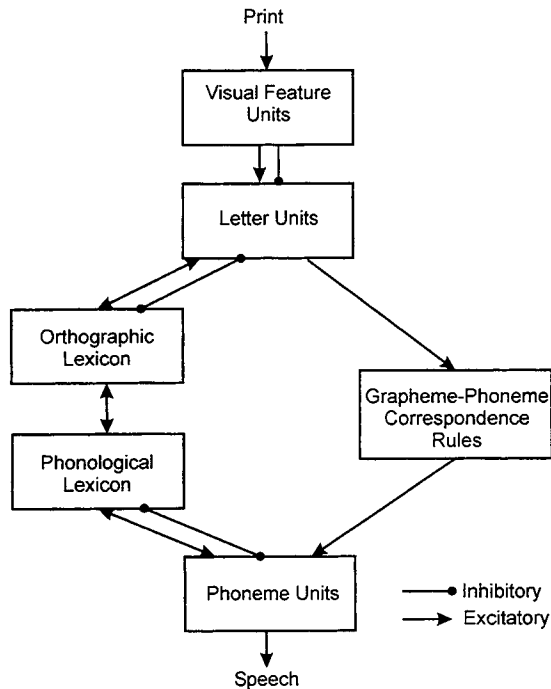 Print
Visual Feature
Units
Letter Units
Orthographic
Lexicon
Grapheme-Phoneme
Correspondence
Rules
Phonological
Lexicon
Phoneme Units
Inhibitory
Excitatory
Speech